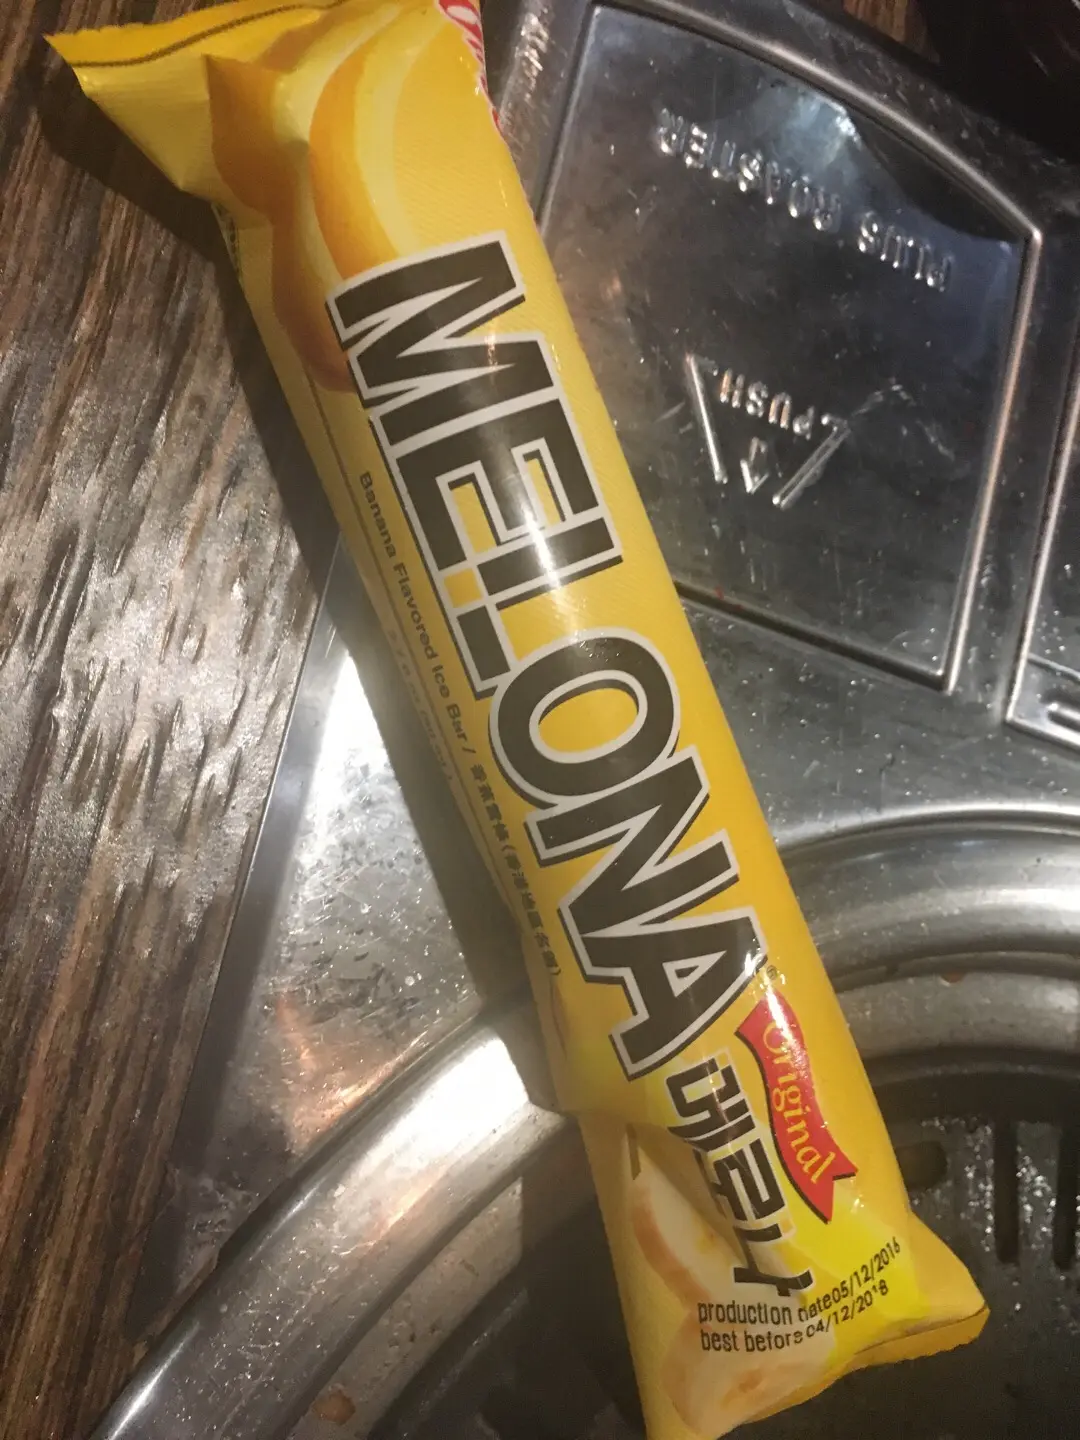 MELONA
Banana Flavored Ice Bar /
메로나
Original
production date05/12/2016
best before04/12/2018
PLUS ROASTER
PUSH